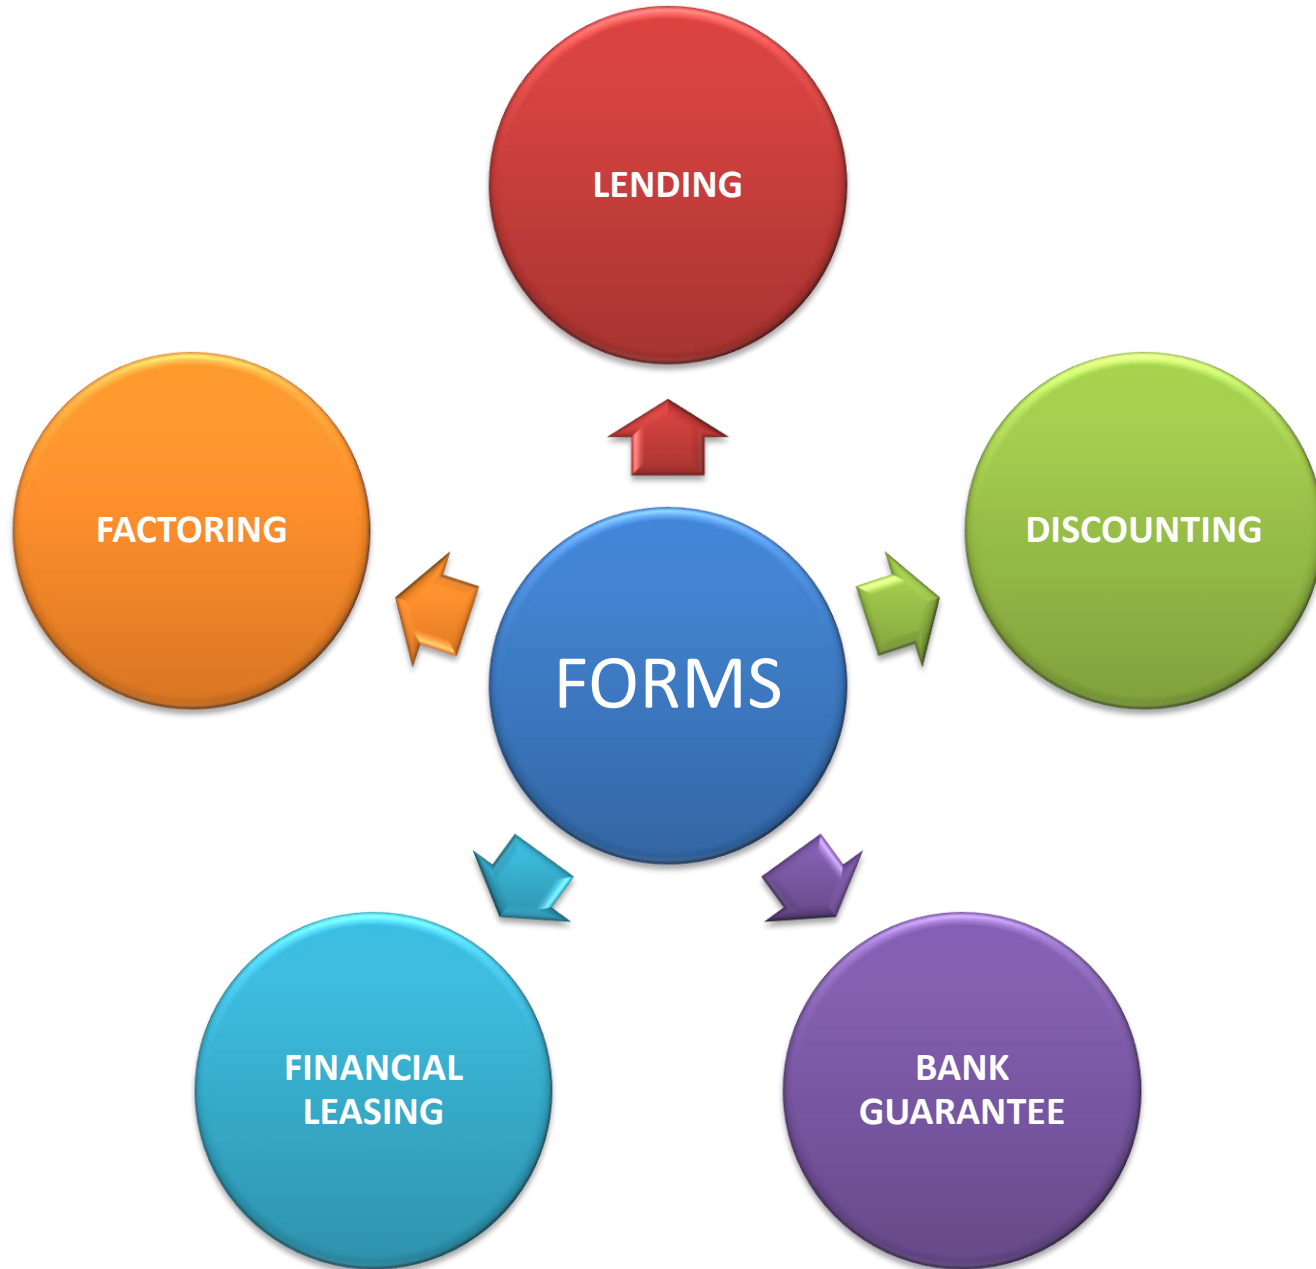 LENDING
FACTORING
DISCOUNTING
FORMS
FINANCIAL
LEASING
BANK
GUARANTEE